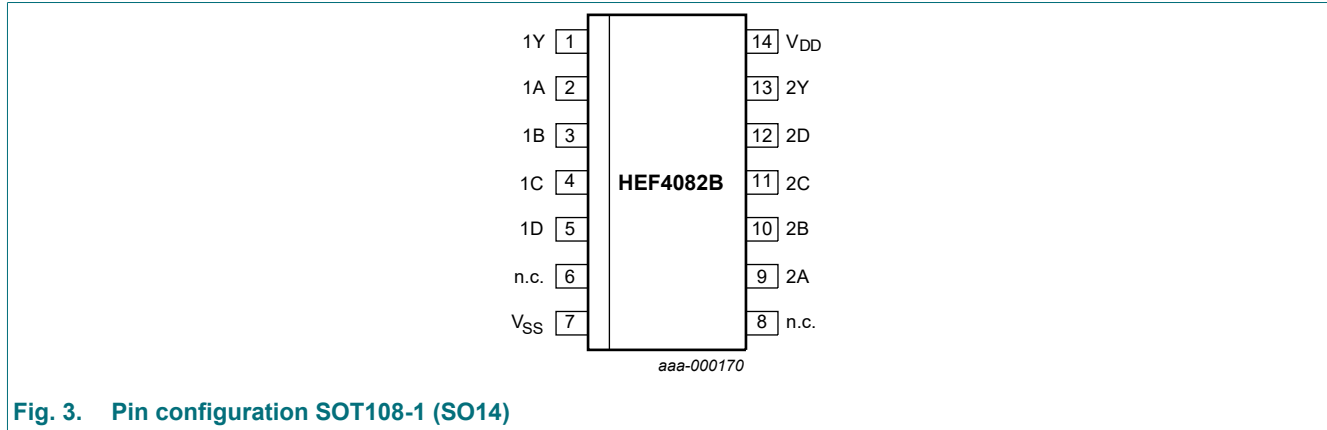 1Y 1 14 VDD
1A 2 13 2Y
1B 3 12 2D
1C 4 HEF4082B 11 2C
1D 5 10 2B
n.c. 6 9 2A
VSS 7 8 n.c.
aaa-000170
Fig. 3. Pin configuration SOT108-1 (SO14)